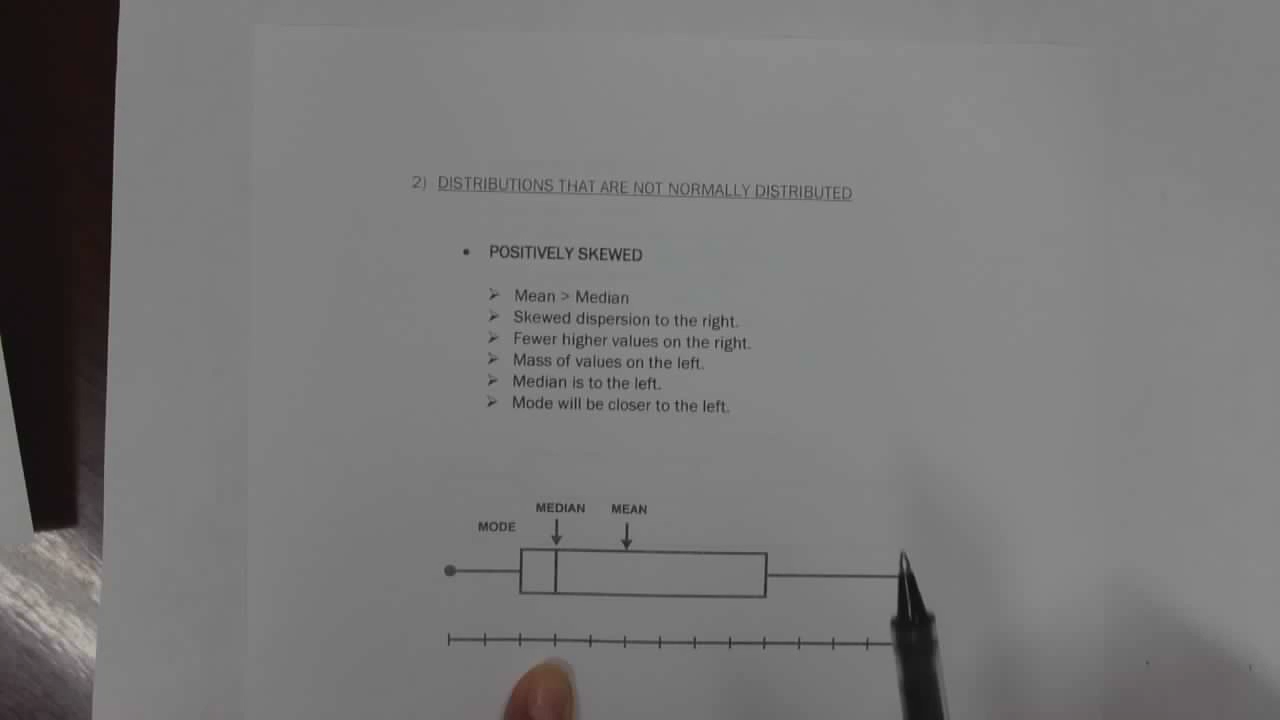 2) DISTRIBUTIONS THAT ARE NOT NORMALLY DISTRIBUTED
• POSITIVELY SKEWED
➢ Mean > Median
➢ Skewed dispersion to the right.
➢ Fewer higher values on the right.
➢ Mass of values on the left.
➢ Median is to the left.
➢ Mode will be closer to the left.
MEDIAN MEAN
MODE